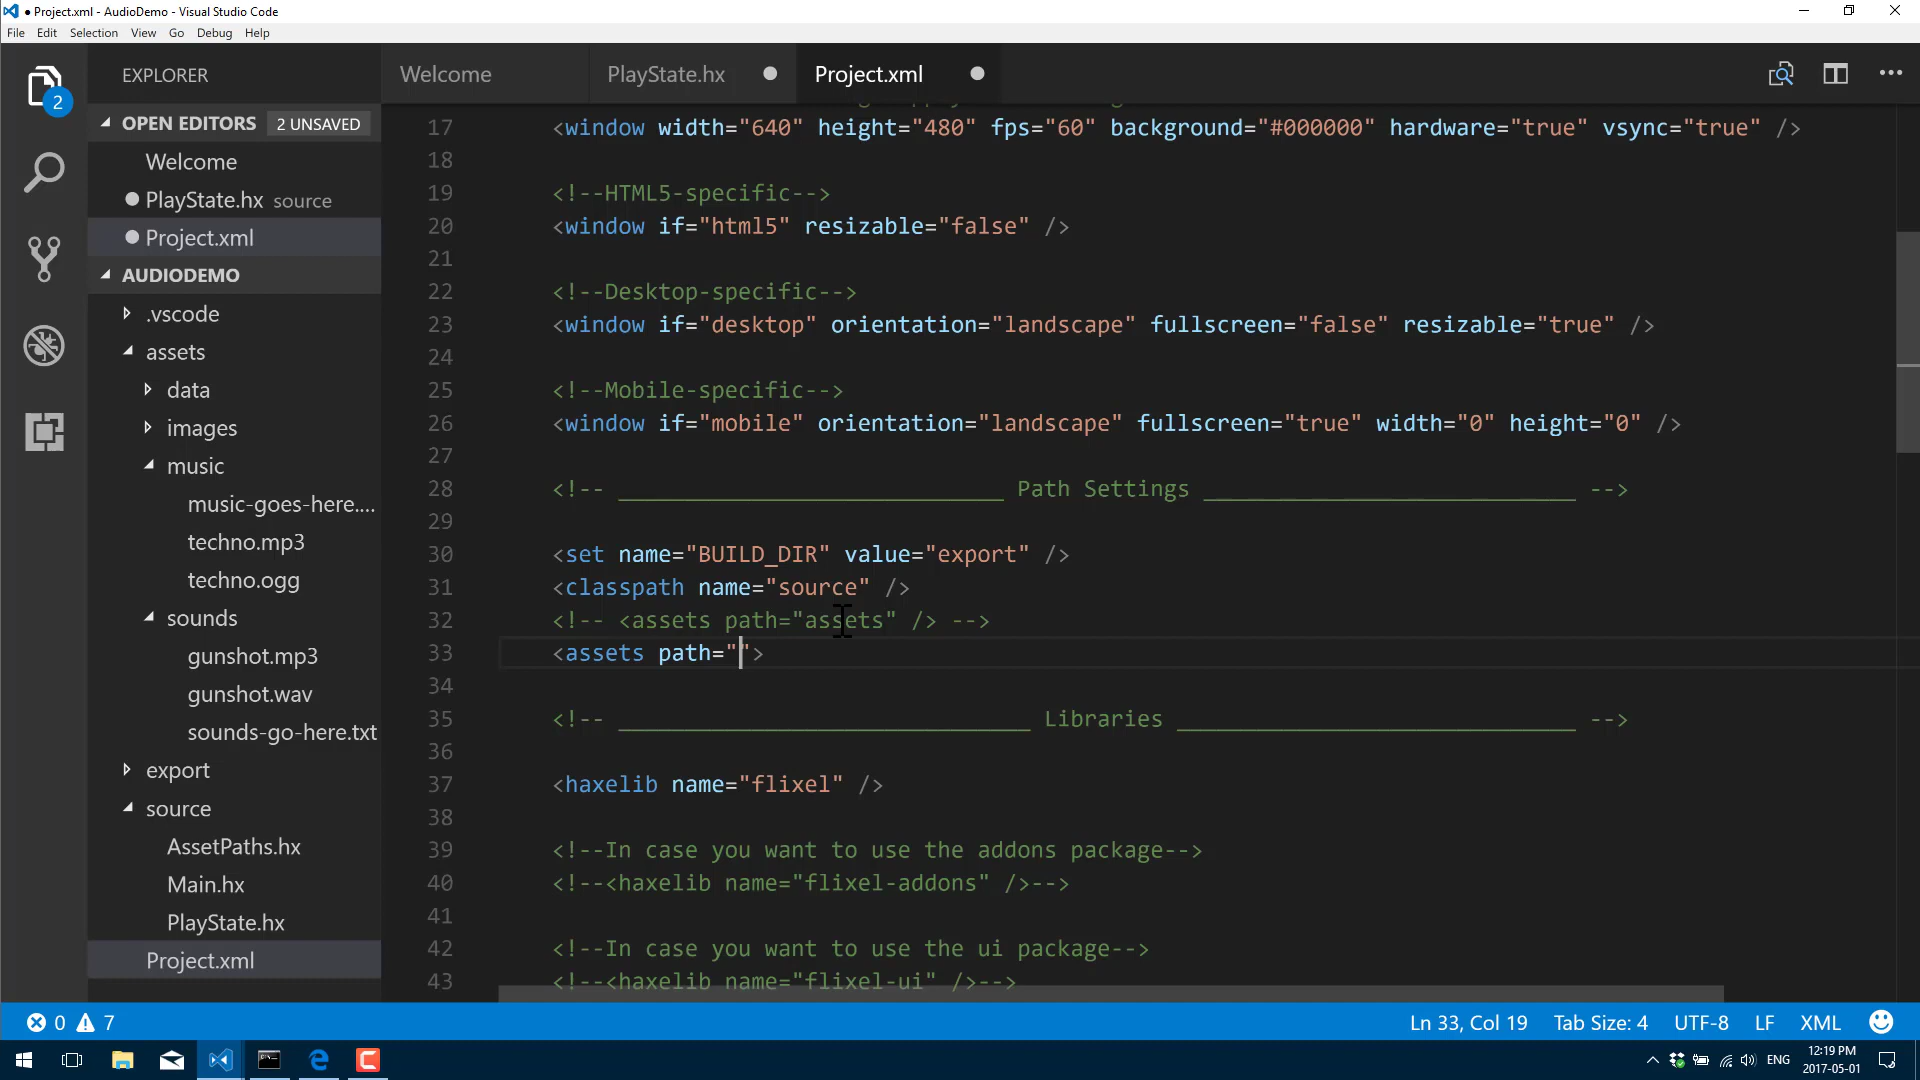 Project.xml - AudioDemo - Visual Studio Code
File Edit Selection View Go Debug Help
EXPLORER
OPEN EDITORS 2 UNSAVED
Welcome
PlayState.hx source
Project.xml
AUDIODEMO
.vscode
assets
data
images
music
music-goes-here....
techno.mp3
techno.ogg
sounds
gunshot.mp3
gunshot.wav
sounds-go-here.txt
export
source
AssetPaths.hx
Main.hx
PlayState.hx
Project.xml
2
Welcome PlayState.hx Project.xml
17 <window width="640" height="480" fps="60" background="#000000" hardware="true" vsync="true" />
18
19 <!--HTML5-specific-->
20 <window if="html5" resizable="false" />
21
22 <!--Desktop-specific-->
23 <window if="desktop" orientation="landscape" fullscreen="false" resizable="true" />
24
25 <!--Mobile-specific-->
26 <window if="mobile" orientation="landscape" fullscreen="true" width="0" height="0" />
27
28 <!-- _____________________________ Path Settings ____________________________ -->
29
30 <set name="BUILD_DIR" value="export" />
31 <classpath name="source" />
32 <!-- <assets path="assets" /> -->
33 <assets path="">
34
35 <!-- _______________________________ Libraries ______________________________ -->
36
37 <haxelib name="flixel" />
38
39 <!--In case you want to use the addons package-->
40 <!--<haxelib name="flixel-addons" />-->
41
42 <!--In case you want to use the ui package-->
43 <!--<haxelib name="flixel-ui" />-->
0 7 Ln 33, Col 19 Tab Size: 4 UTF-8 LF XML
ENG 12:19 PM
2017-05-01